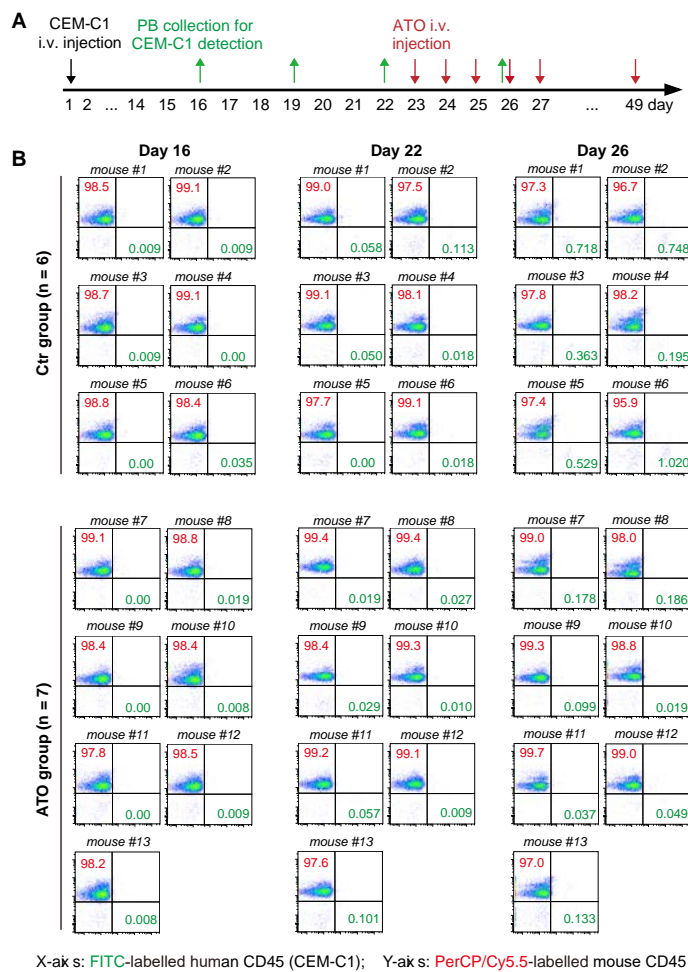 A
CEM-C1
i.v. injection
PB collection for
CEM-C1 detection
ATO i.v.
injection
1 2 ... 14 15 16 17 18 19 20 21 22 23 24 25 26 27 ... 49 day
B
Day 16 Day 22 Day 26
Ctr group (n = 6)
mouse #1 mouse #2 mouse #1 mouse #2 mouse #1 mouse #2
98.5 99.1 99.0 97.5 97.3 96.7
0.009 0.009 0.058 0.113 0.718 0.748
mouse #3 mouse #4 mouse #3 mouse #4 mouse #3 mouse #4
98.7 99.1 99.1 98.1 97.8 98.2
0.009 0.00 0.050 0.018 0.363 0.195
mouse #5 mouse #6 mouse #5 mouse #6 mouse #5 mouse #6
98.8 98.4 97.7 99.1 97.4 95.9
0.00 0.035 0.00 0.018 0.529 1.020
ATO group (n = 7)
mouse #7 mouse #8 mouse #7 mouse #8 mouse #7 mouse #8
99.1 98.8 99.4 99.4 99.0 98.0
0.00 0.019 0.019 0.027 0.178 0.186
mouse #9 mouse #10 mouse #9 mouse #10 mouse #9 mouse #10
98.4 98.4 98.4 99.3 99.3 98.8
0.00 0.008 0.029 0.010 0.099 0.019
mouse #11 mouse #12 mouse #11 mouse #12 mouse #11 mouse #12
97.8 98.5 99.2 99.1 99.7 99.0
0.00 0.009 0.057 0.009 0.037 0.049
mouse #13 mouse #13 mouse #13
98.2 97.6 97.0
0.008 0.101 0.133
X-aix s: FITC-labelled human CD45 (CEM-C1); Y-aix s: PerCP/Cy5.5-labelled mouse CD45